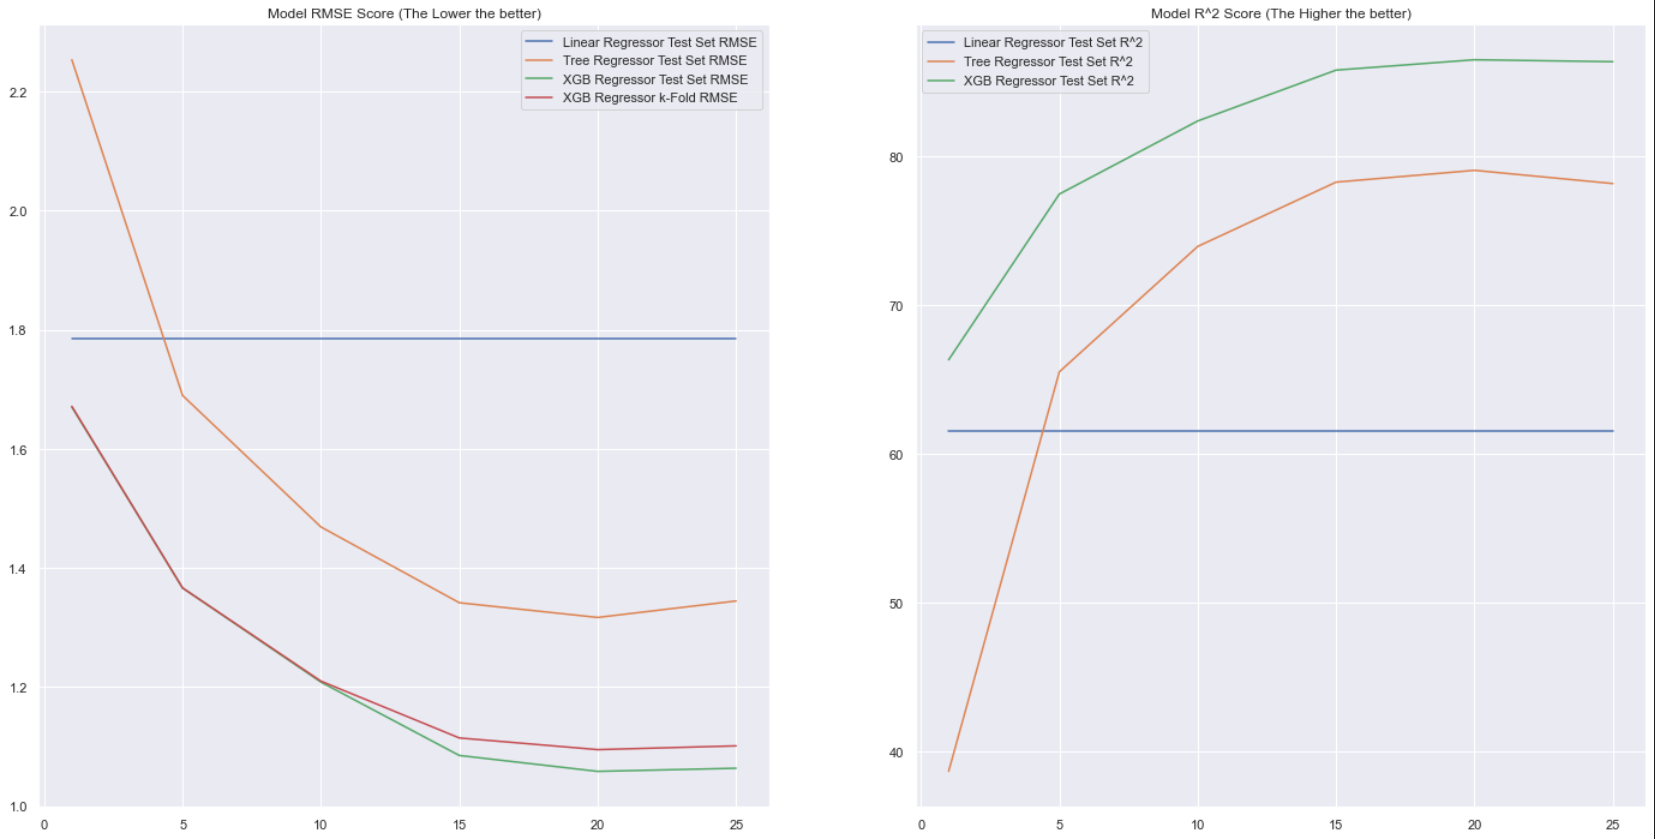 Model RMSE Score (The Lower the better)
Linear Regressor Test Set RMSE
Tree Regressor Test Set RMSE
XGB Regressor Test Set RMSE
XGB Regressor k-Fold RMSE
2.2
2.0
1.8
1.6
1.4
1.2
1.0
0 5 10 15 20 25
Model R^2 Score (The Higher the better)
Linear Regressor Test Set R^2
Tree Regressor Test Set R^2
XGB Regressor Test Set R^2
80
70
60
50
40
0 5 10 15 20 25